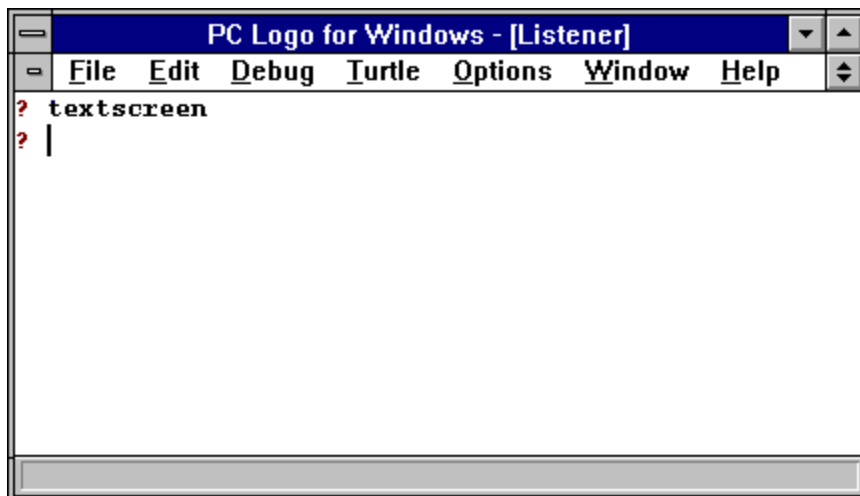 PC Logo for Windows - [Listener]
File Edit Debug Turtle Options Window Help
? textscreen
?